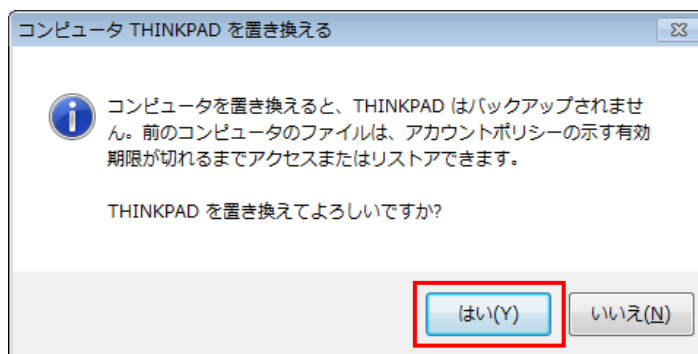 コンピュータ THINKPAD を置き換える
コンピュータを置き換えると、THINKPAD はバックアップされませ
ん。前のコンピュータのファイルは、アカウントポリシーの示す有効
期限が切れるまでアクセスまたはリストアできます。
THINKPAD を置き換えてよろしいですか?
はい(Y)
いいえ(N)